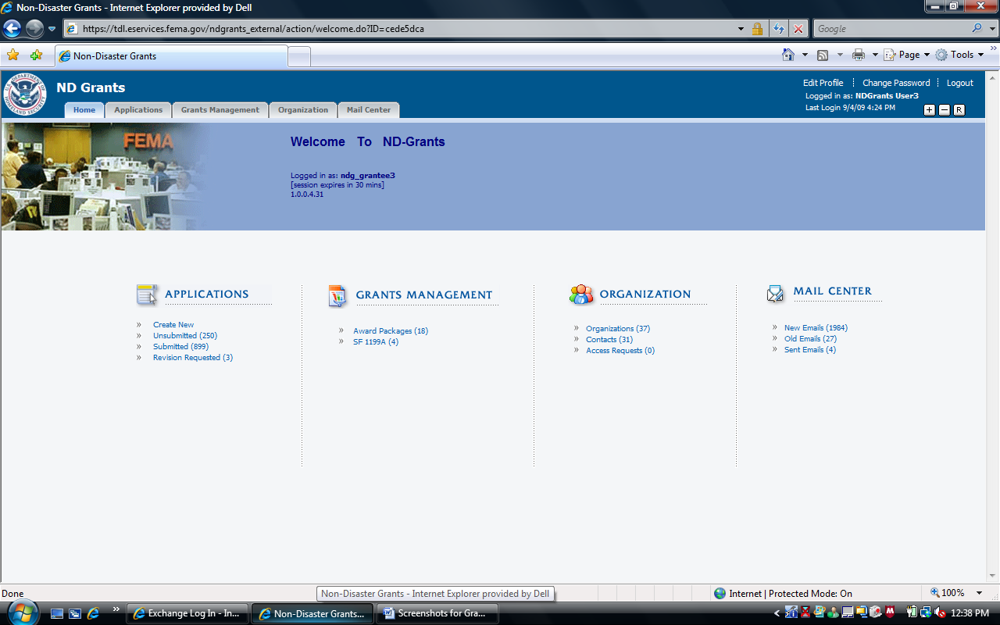 Non-Disaster Grants - Internet Explorer provided by Dell
https://tdl.eservices.fema.gov/ndgrants_external/action/welcome.do?ID=cede5dca
Google
Non-Disaster Grants
Page
Tools
ND Grants
Edit Profile
Change Password
Logout
Logged in as: NDGrants User3
Last Login 9/4/09 4:24 PM
+ − R
Home
Applications
Grants Management
Organization
Mail Center
FEMA
Welcome To ND-Grants
Logged in as: ndg_grantee3
[session expires in 30 mins]
1.0.0.4.31
APPLICATIONS
» Create New
» Unsubmitted (250)
» Submitted (899)
» Revision Requested (3)
GRANTS MANAGEMENT
» Award Packages (18)
» SF 1199A (4)
ORGANIZATION
» Organizations (37)
» Contacts (31)
» Access Requests (0)
MAIL CENTER
» New Emails (1984)
» Old Emails (27)
» Sent Emails (4)
Done
Non-Disaster Grants - Internet Explorer provided by Dell
Internet | Protected Mode: On
100%
Exchange Log In - In...
Non-Disaster Grants...
Screenshots for Gra...
12:38 PM